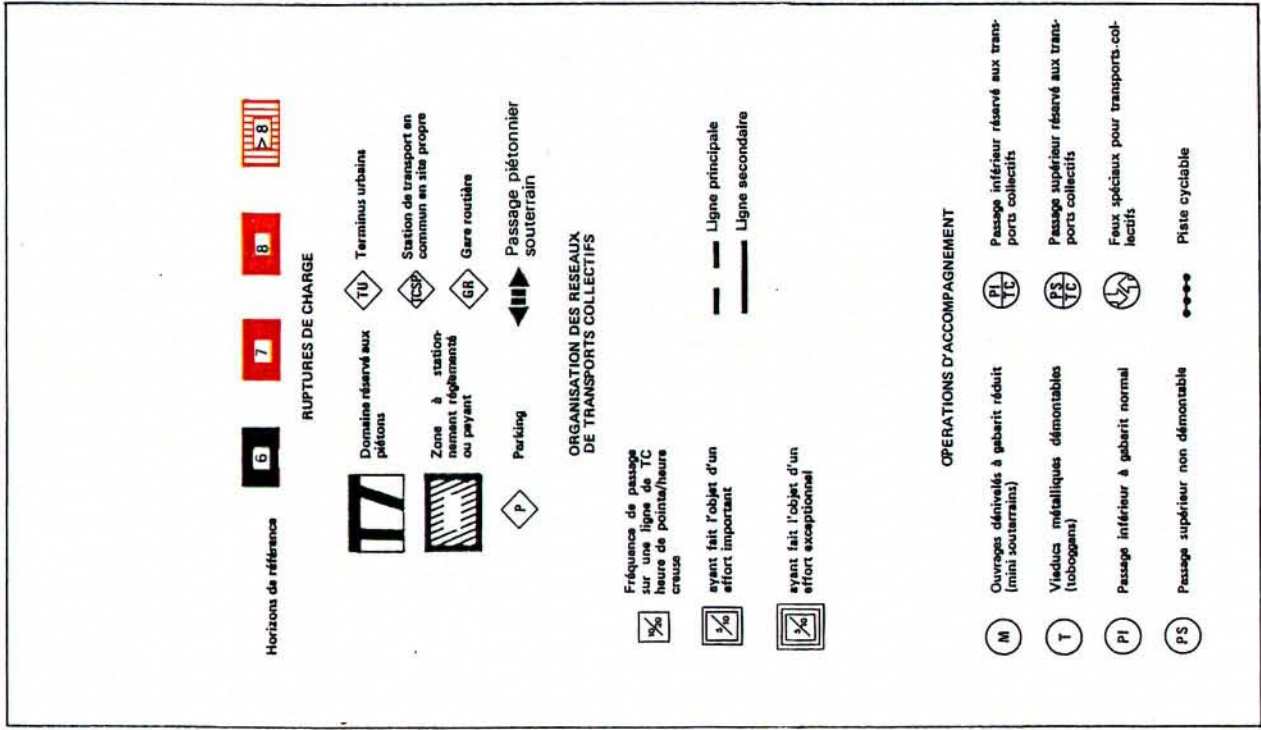 Horizons de référence
6
7
8
>8
RUPTURES DE CHARGE
Domaine réservé aux
piétons
Zone à station-
nement réglementé
ou payant
P
Parking
TU
Terminus urbains
TCSP
Station de transport en
commun en site propre
GR
Gare routière
Passage piétonnier
souterrain
ORGANISATION DES RESEAUX
DE TRANSPORTS COLLECTIFS
10/20
Fréquence de passage
sur une ligne de TC
heure de pointe/heure
creuse
5/10
ayant fait l'objet d'un
effort important
ayant fait l'objet d'un
effort exceptionnel
Ligne principale
Ligne secondaire
OPERATIONS D'ACCOMPAGNEMENT
M
Ouvrages dénivelés à gabarit réduit
(mini souterrains)
T
Viaducs métalliques démontables
(toboggans)
PI
Passage inférieur à gabarit normal
PS
Passage supérieur non démontable
PI
TC
Passage inférieur réservé aux trans-
ports collectifs
PS
TC
Passage supérieur réservé aux trans-
ports collectifs
Feux spéciaux pour transports-col-
lectifs
Piste cyclable